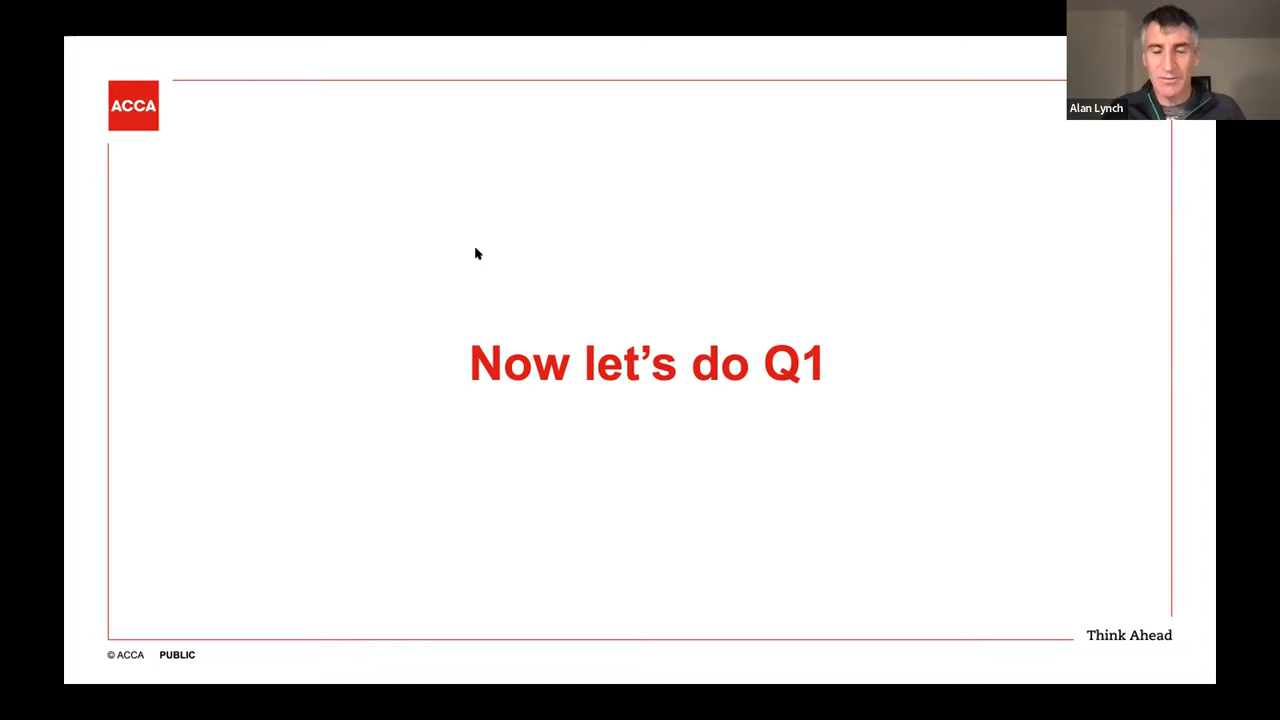 ACCA
Alan Lynch
Now let’s do Q1
Think Ahead
© ACCA PUBLIC